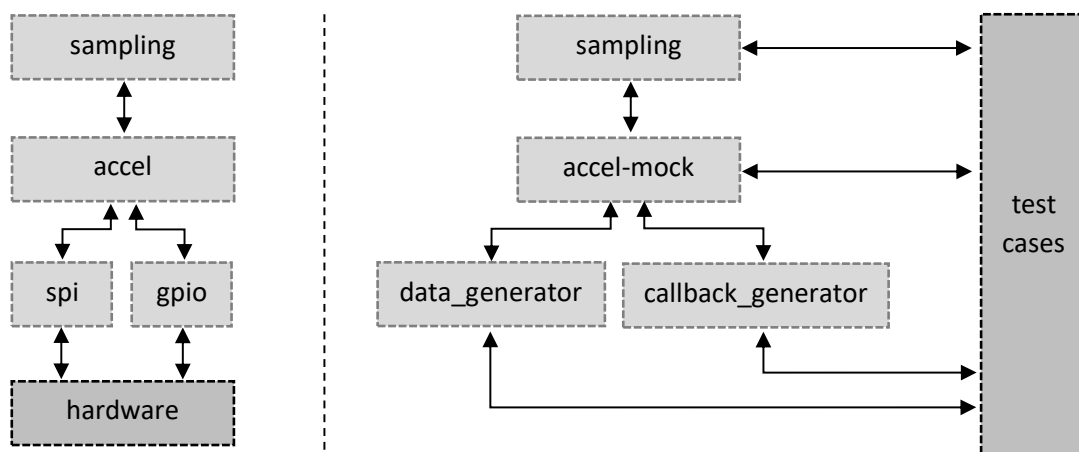 sampling
accel
spi
gpio
hardware
sampling
accel-mock
data_generator
callback_generator
test
cases